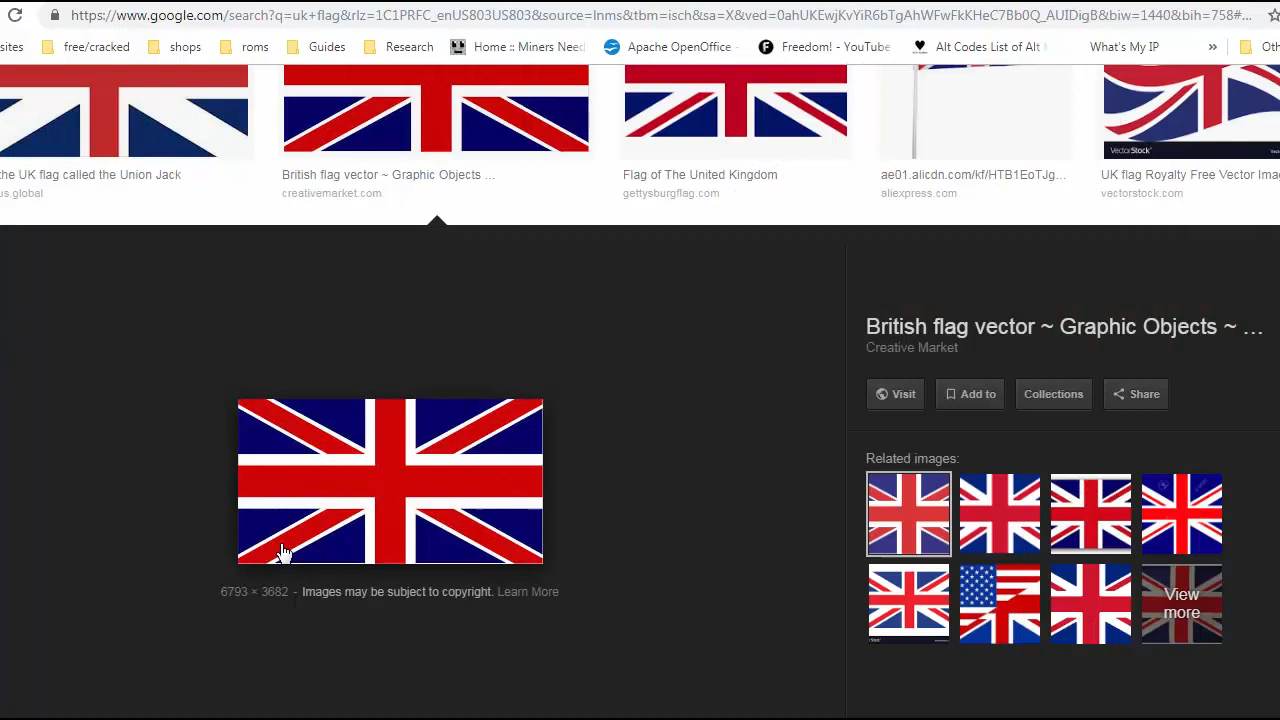 https://www.google.com/search?q=uk+flag&rlz=1C1PRFC_enUS803US803&source=lnms&tbm=isch&sa=X&ved=0ahUKEwjKvYiR6bTgAhWFwFkKHeC7Bb0Q_AUIDigB&biw=1440&bih=758#...
sites free/cracked shops roms Guides Research Home :: Miners Need Apache OpenOffice - Freedom! - YouTube Alt Codes List of Alt What's My IP »
VectorStock
the UK flag called the Union Jack British flag vector ~ Graphic Objects ... Flag of The United Kingdom ae01.alicdn.com/kf/HTB1EoTJg... UK flag Royalty Free Vector Ima
us.global creativemarket.com gettysburgflag.com aliexpress.com vectorstock.com
British flag vector ~ Graphic Objects ~ ...
Creative Market
Visit Add to Collections Share
Related images:
View
more
6793 × 3682 - Images may be subject to copyright. Learn More